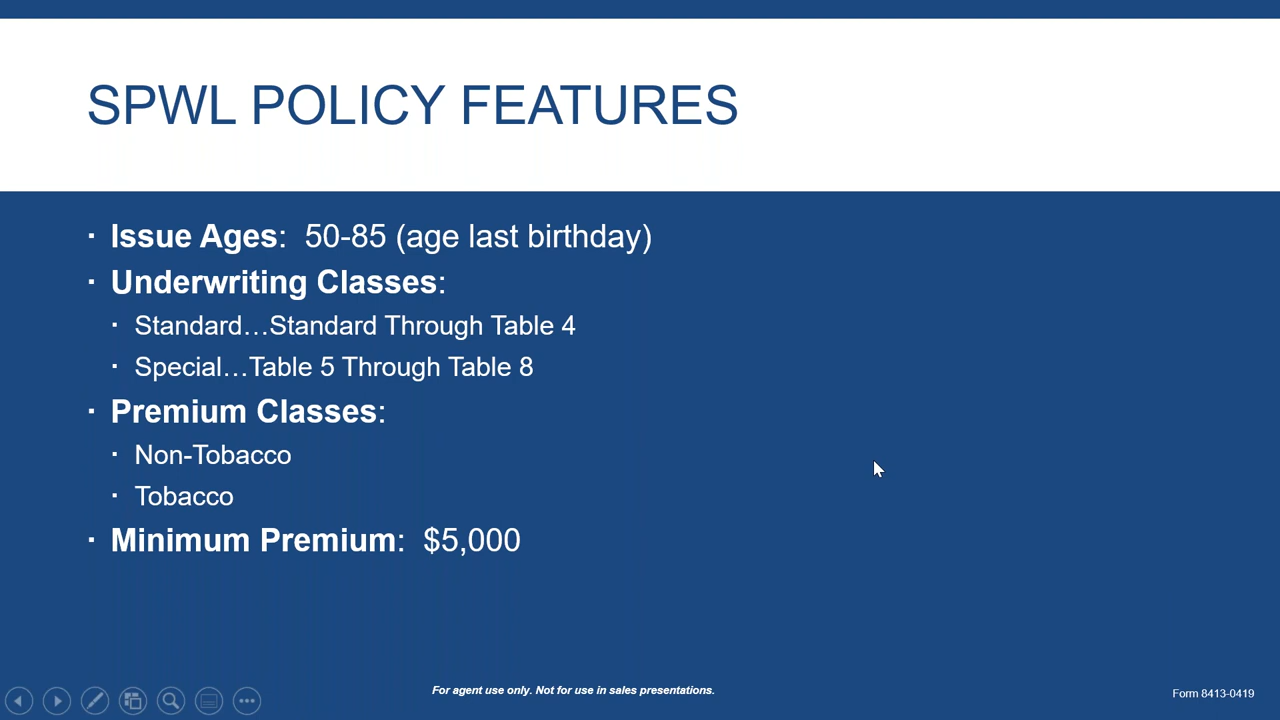 SPWL POLICY FEATURES
▪ Issue Ages: 50-85 (age last birthday)
▪ Underwriting Classes:
▪ Standard…Standard Through Table 4
▪ Special…Table 5 Through Table 8
▪ Premium Classes:
▪ Non-Tobacco
▪ Tobacco
▪ Minimum Premium: $5,000
For agent use only. Not for use in sales presentations.
Form 8413-0419